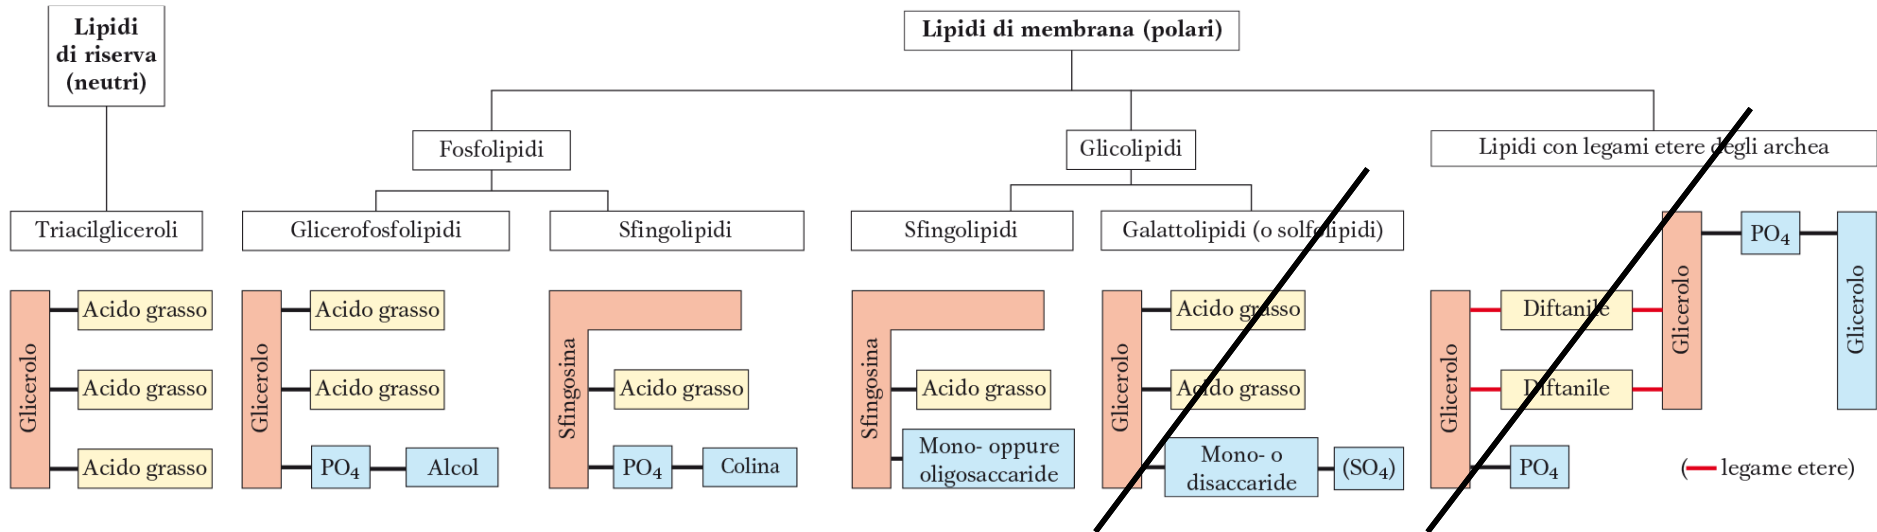 Lipidi
di riserva
(neutri)
Lipidi di membrana (polari)
Fosfolipidi
Glicolipidi
Lipidi con legami etere degli archea
Triacilgliceroli
Glicerofosfolipidi
Sfingolipidi
Sfingolipidi
Galattolipidi (o solfolipidi)
Glicerolo
Acido grasso
Acido grasso
Acido grasso
Glicerolo
Acido grasso
Acido grasso
PO4
Alcol
Sfingosina
Acido grasso
PO4
Colina
Sfingosina
Acido grasso
Mono- oppure
oligosaccaride
Glicerolo
Acido grasso
Acido grasso
Mono- o
disaccaride
(SO4)
Glicerolo
Diftanile
Diftanile
PO4
Glicerolo
PO4
Glicerolo
( legame etere)